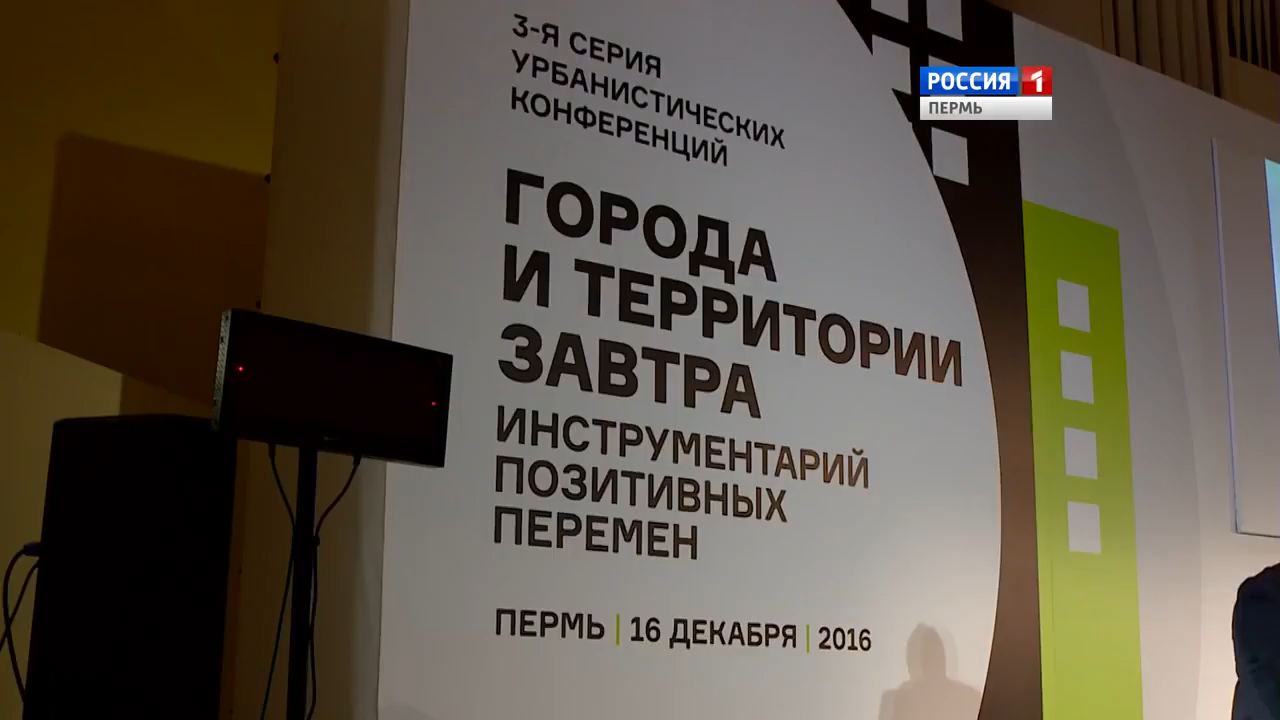 3-Я СЕРИЯ
УРБАНИСТИЧЕСКИХ
КОНФЕРЕНЦИЙ
РОССИЯ 1
ПЕРМЬ
ГОРОДА
И ТЕРРИТОРИИ
ЗАВТРА
ИНСТРУМЕНТАРИЙ
ПОЗИТИВНЫХ
ПЕРЕМЕН
ПЕРМЬ | 16 ДЕКАБРЯ | 2016